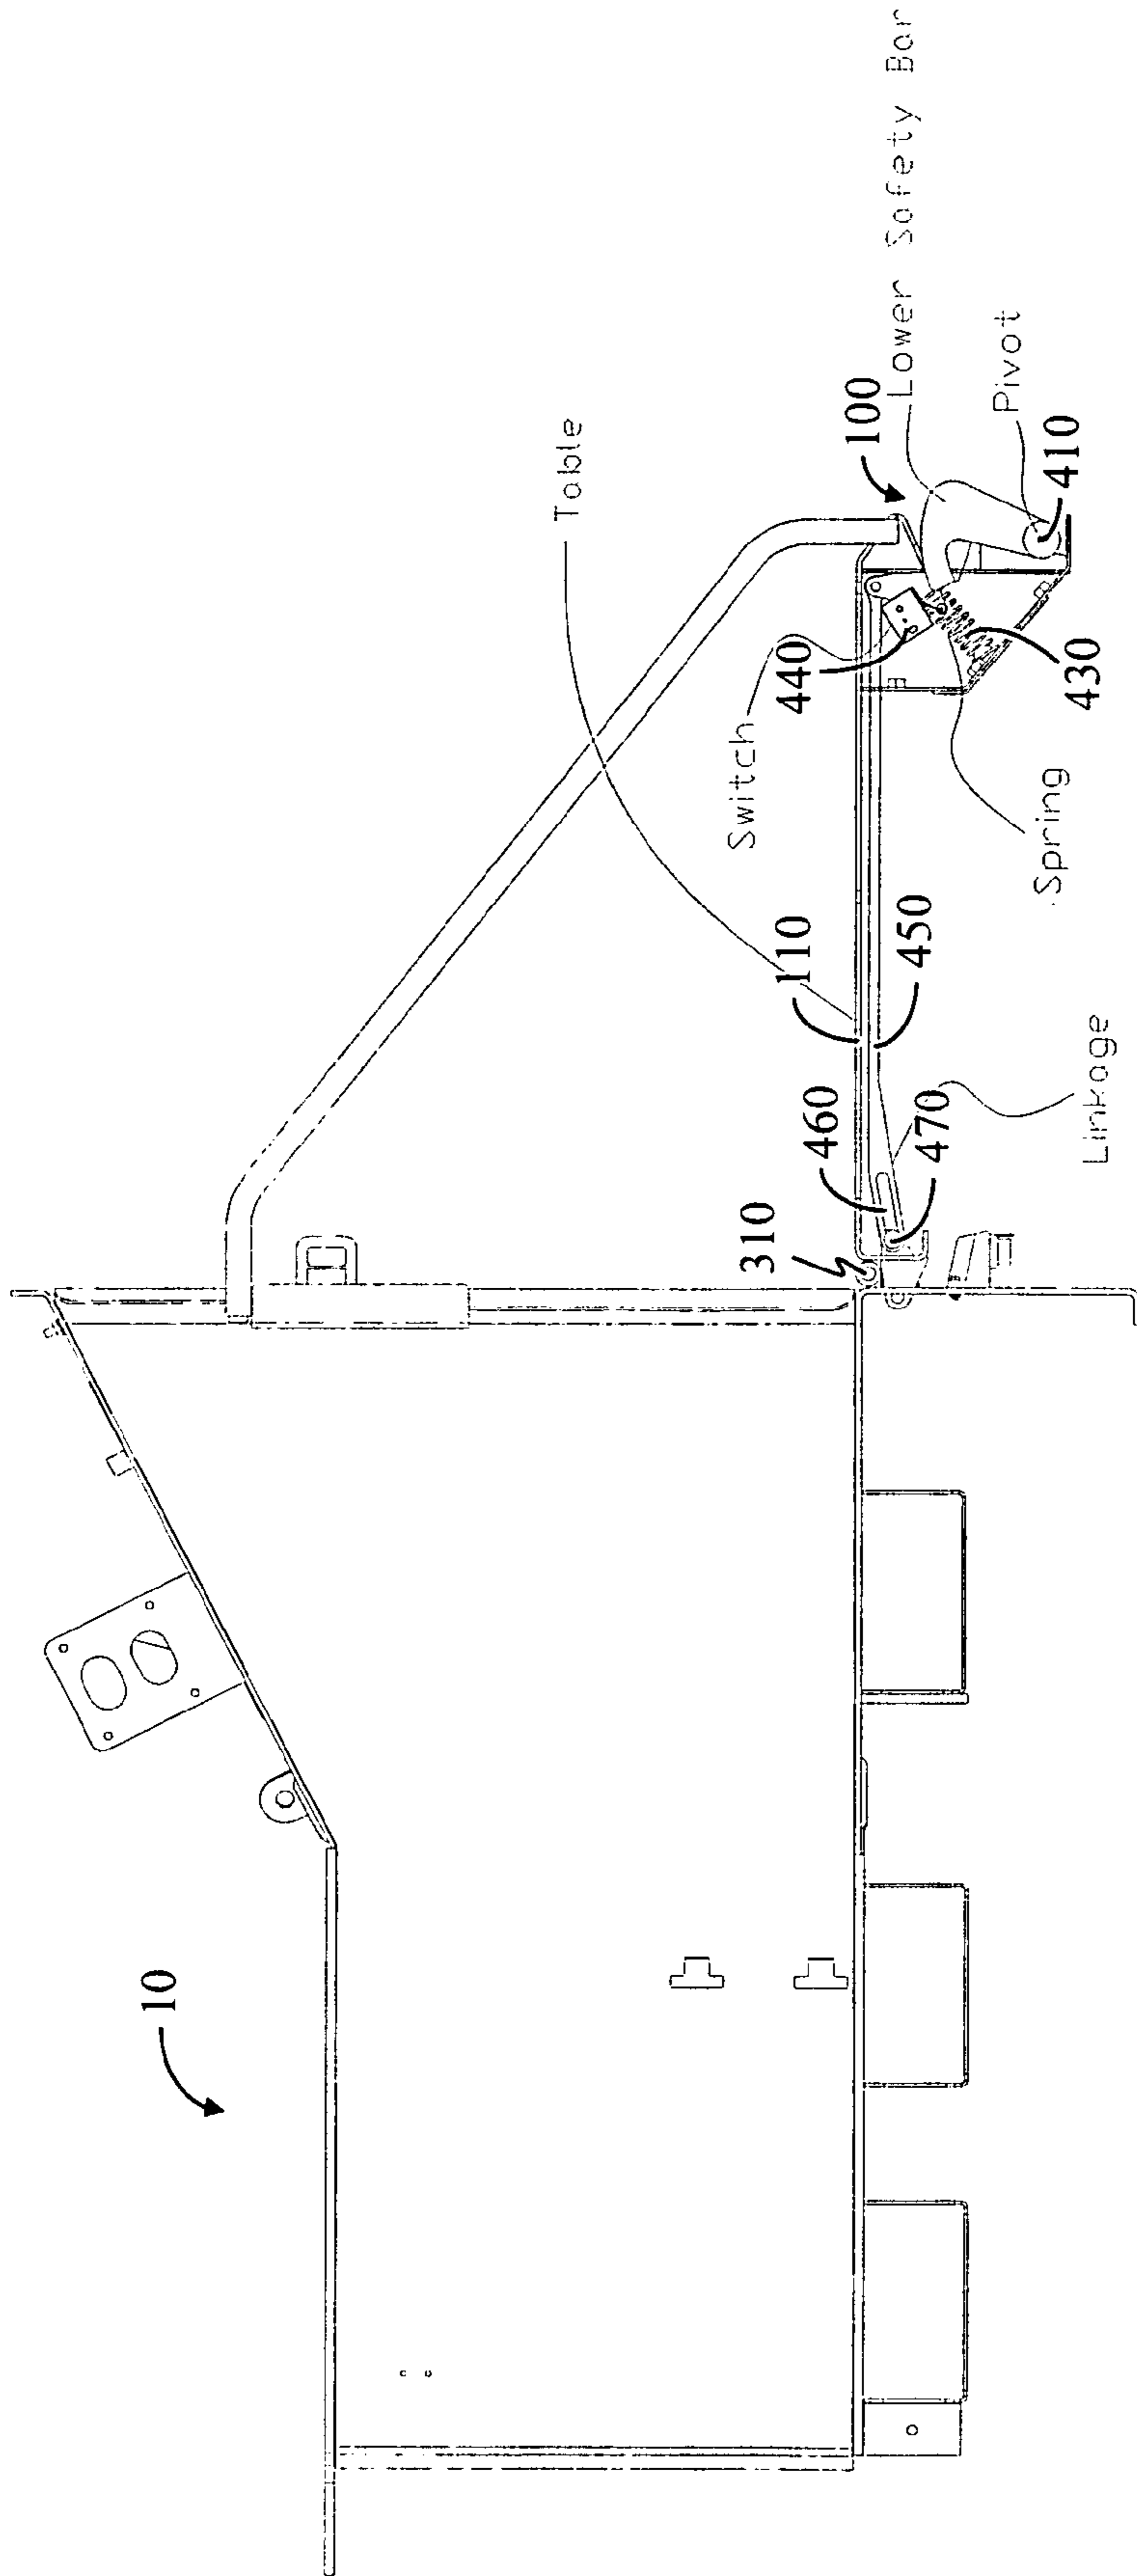 10
Table
Switch
440
100
Lower Safety Bar
Pivot
410
430
Spring
110
450
460
470
310
Linkage